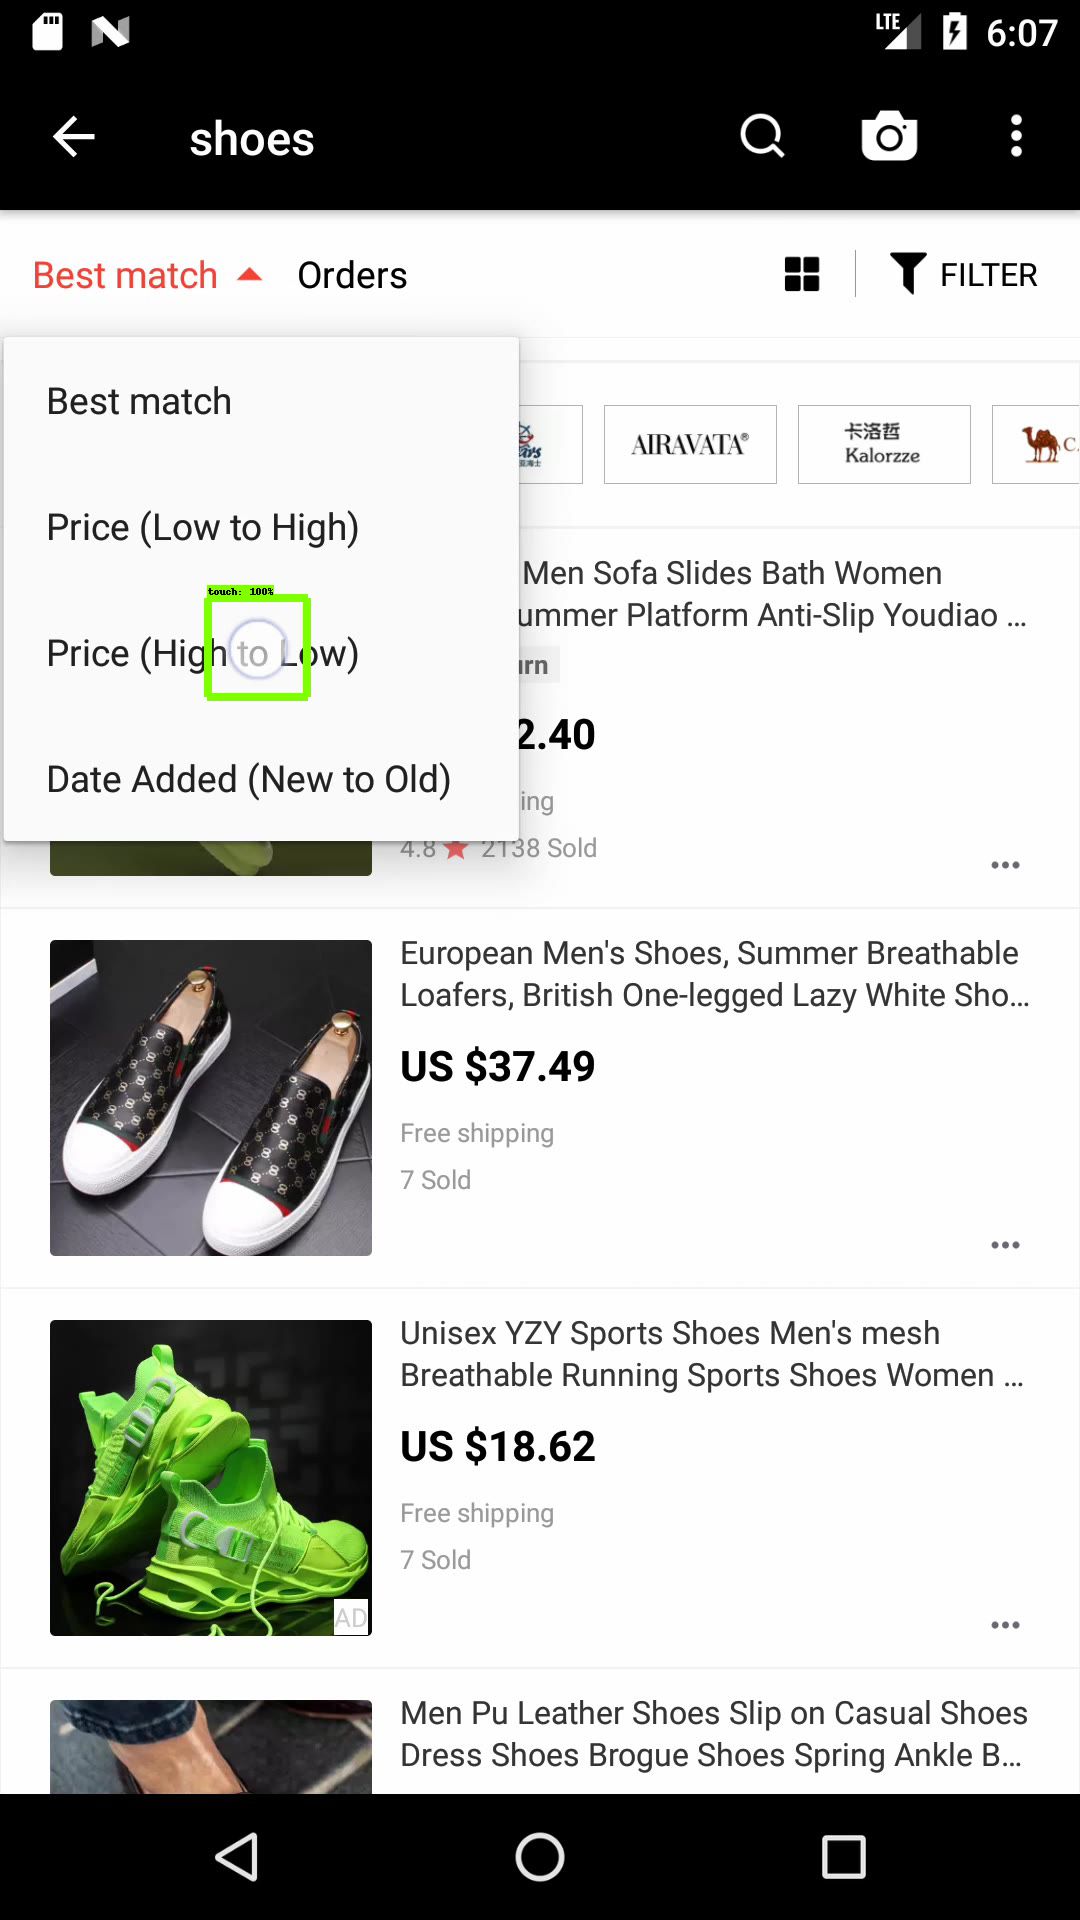 LTE 6:07
shoes
Best match Orders FILTER
Best match
AIRAVATA®
卡洛哲
Kalorzze
C
Price (Low to High)
Men Sofa Slides Bath Women
ummer Platform Anti-Slip Youdiao ...
touch: 100%
Price (High to Low)
urn
2.40
Date Added (New to Old)
ing
4.8 2138 Sold
European Men's Shoes, Summer Breathable
Loafers, British One-legged Lazy White Sho...
US $37.49
Free shipping
7 Sold
Unisex YZY Sports Shoes Men's mesh
Breathable Running Sports Shoes Women ...
US $18.62
Free shipping
7 Sold
AD
Men Pu Leather Shoes Slip on Casual Shoes
Dress Shoes Brogue Shoes Spring Ankle B...